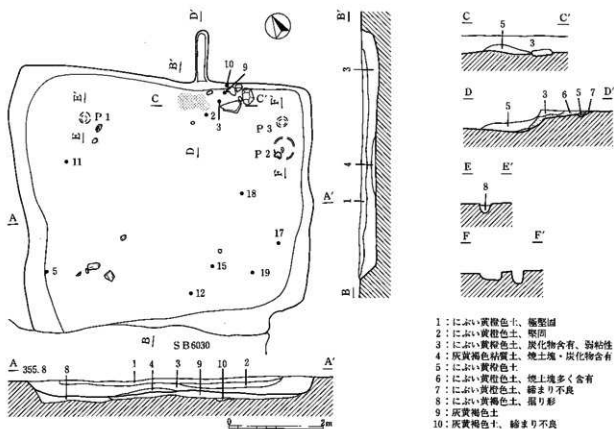 D'
B'
10
9
C
C'
E'
P 1
E
2
3
F'
P 3
D
P 2
F
11
18
A
A'
17
5
15
19
12
B
S B 6030
A
355.8
A'
8
1
4
3
9
10
2
0
2m
B'
3
4
1
B
C
C'
5
3
D
D'
5
3
6
5
7
E
E'
8
F
F'
1：にぶい黄橙色土、極堅固
2：にぶい黄橙色土、堅固
3：にぶい黄橙色土、炭化物含有、弱粘性
4：灰黄褐色粘質土、焼土塊・炭化物含有
5：にぶい黄橙色土
6：にぶい黄橙色土、焼土塊多く含有
7：にぶい黄橙色土、締まり不良
8：にぶい黄褐色土、掘り形
9：灰黄褐色土
10：灰黄褐色土、締まり不良